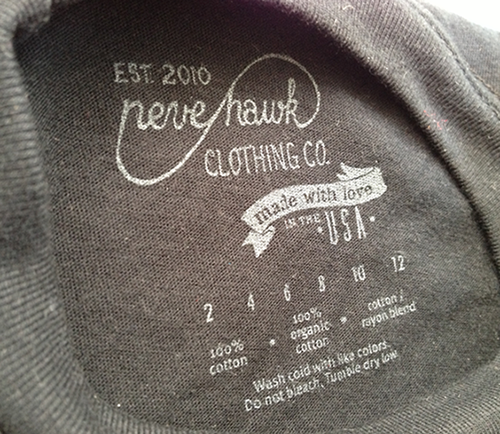 EST. 2010
neve hawk
CLOTHING CO.
made with love
IN THE • USA •
2 4 6 8 10 12
100% cotton • 100% organic cotton • cotton / rayon blend
Wash cold with like colors.
Do not bleach. Tumble dry low